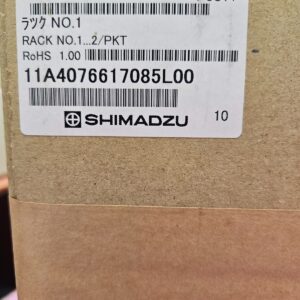 ラック NO.1
RACK NO.1...2/PKT
RoHS 1.00
11A4076617085L00
SHIMADZU
10